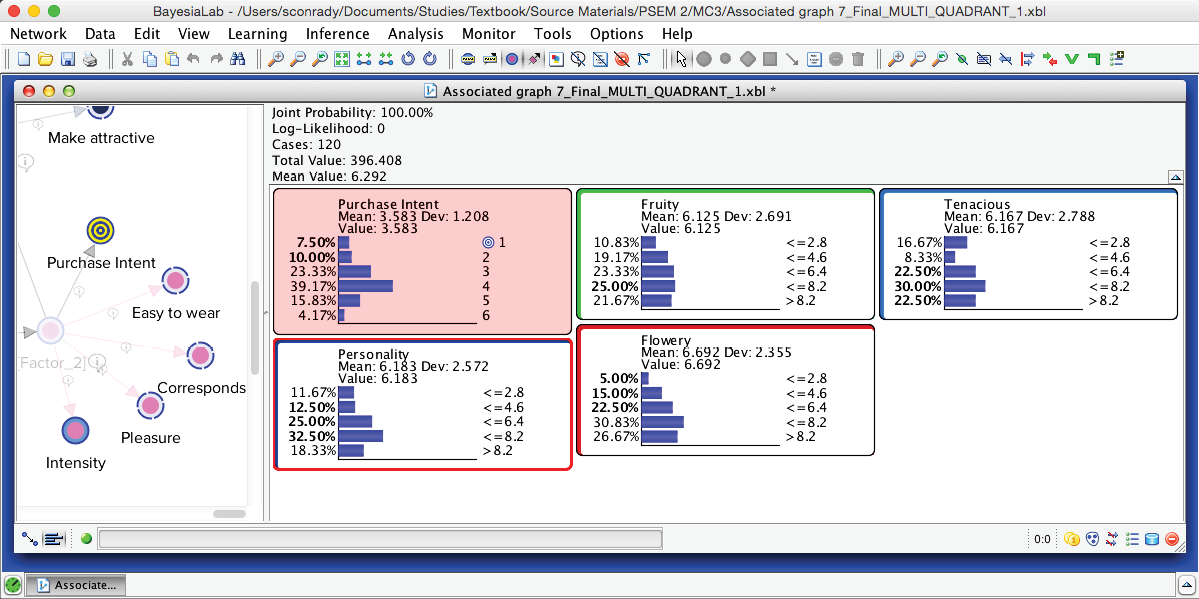 BayesiaLab - /Users/sconrady/Documents/Studies/Textbook/Source Materials/PSEM 2/MC3/Associated graph 7_Final_MULTI_QUADRANT_1.xbl
Network Data Edit View Learning Inference Analysis Monitor Tools Options Help
Associated graph 7_Final_MULTI_QUADRANT_1.xbl *
Make attractive
Purchase Intent
Easy to wear
[Factor_2]
Corresponds
Pleasure
Intensity
Joint Probability: 100.00%
Log-Likelihood: 0
Cases: 120
Total Value: 396.408
Mean Value: 6.292
Purchase Intent
Mean: 3.583 Dev: 1.208
Value: 3.583
7.50% 1
10.00% 2
23.33% 3
39.17% 4
15.83% 5
4.17% 6
Fruity
Mean: 6.125 Dev: 2.691
Value: 6.125
10.83% <=2.8
19.17% <=4.6
23.33% <=6.4
25.00% <=8.2
21.67% >8.2
Tenacious
Mean: 6.167 Dev: 2.788
Value: 6.167
16.67% <=2.8
8.33% <=4.6
22.50% <=6.4
30.00% <=8.2
22.50% >8.2
Personality
Mean: 6.183 Dev: 2.572
Value: 6.183
11.67% <=2.8
12.50% <=4.6
25.00% <=6.4
32.50% <=8.2
18.33% >8.2
Flowery
Mean: 6.692 Dev: 2.355
Value: 6.692
5.00% <=2.8
15.00% <=4.6
22.50% <=6.4
30.83% <=8.2
26.67% >8.2
0:0
Associate...